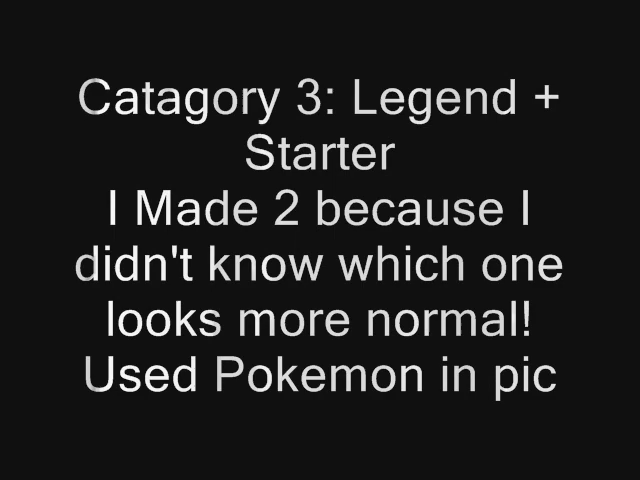 Catagory 3: Legend +
Starter
I Made 2 because I
didn't know which one
looks more normal!
Used Pokemon in pic